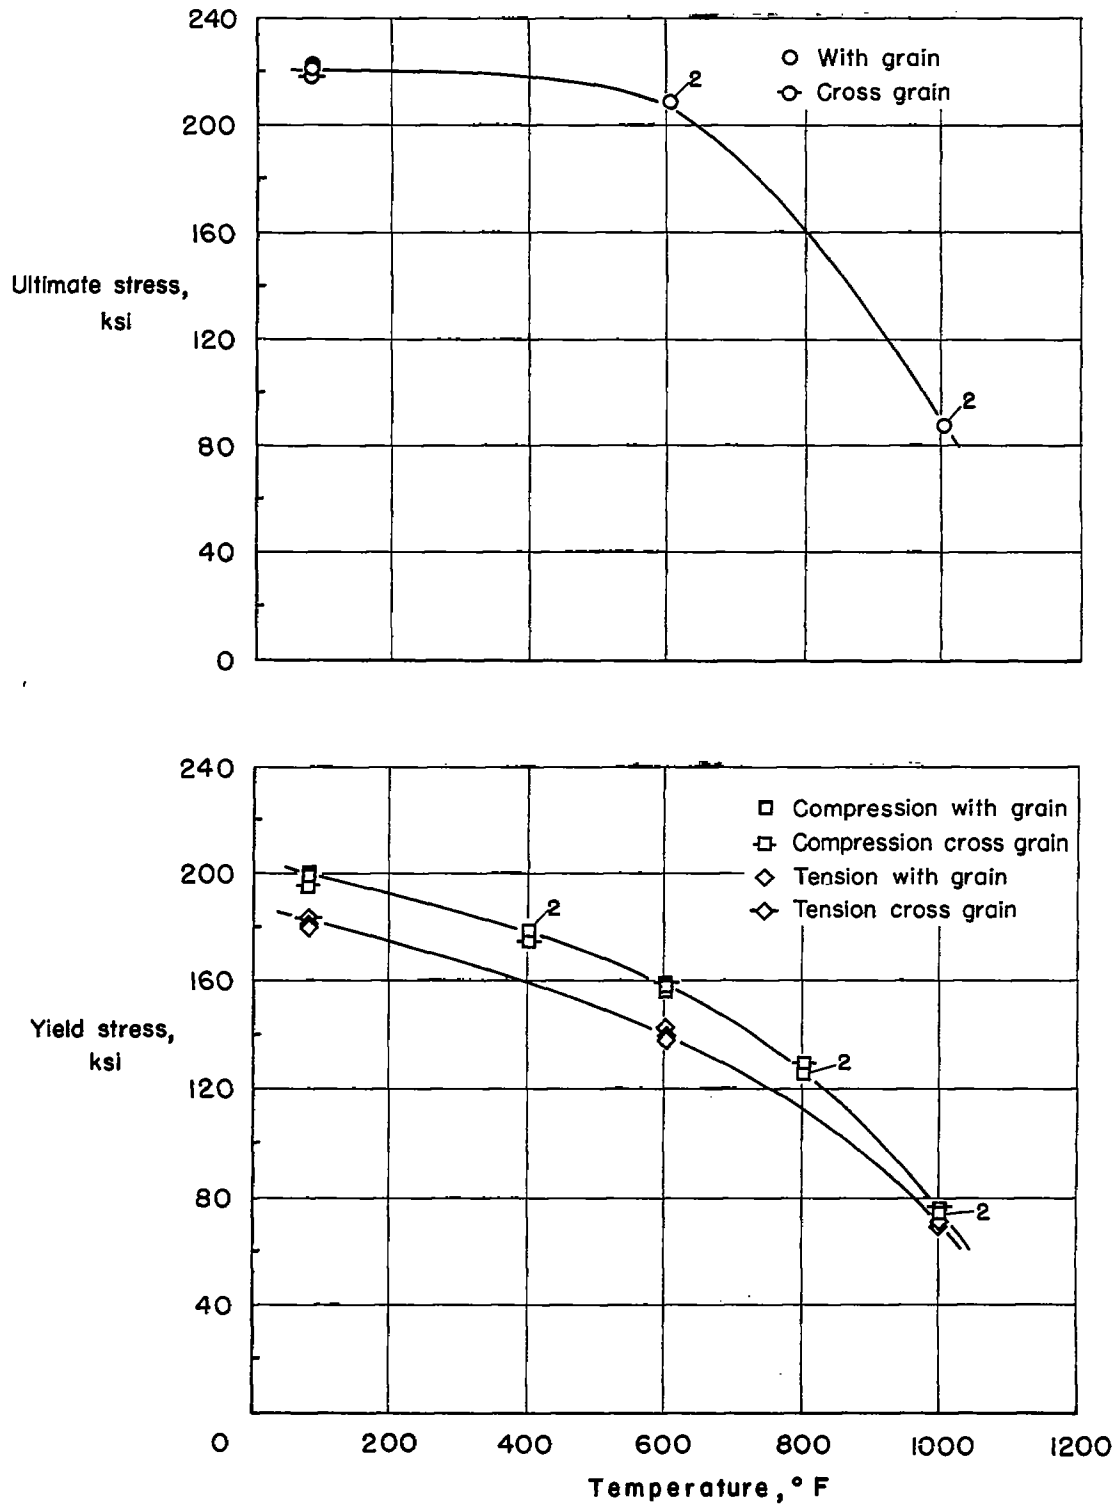 240
With grain
Cross grain
2
200
160
Ultimate stress,
ksi
120
2
80
40
0
240
Compression with grain
Compression cross grain
200
Tension with grain
2
Tension cross grain
160
Yield stress,
ksi
2
120
80
2
40
0 200 400 600 800 1000 1200
Temperature, ° F